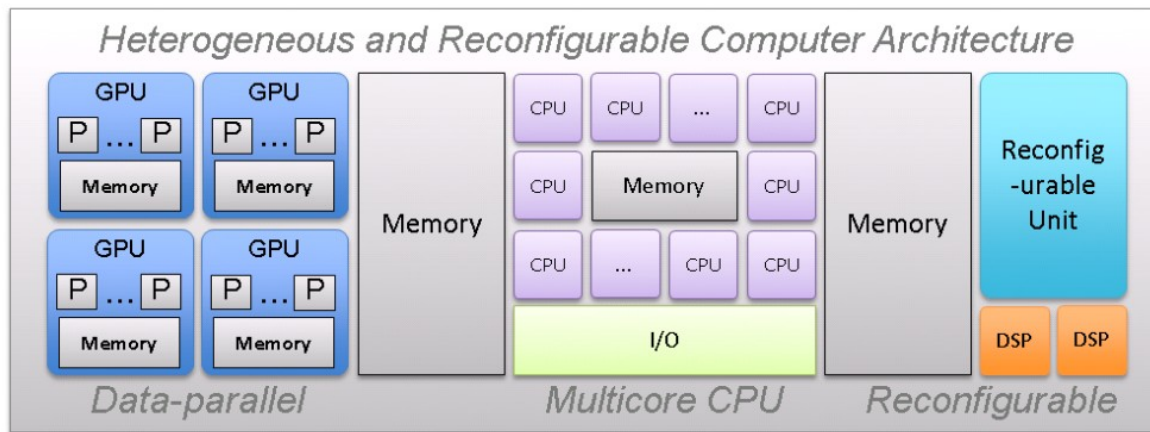 Heterogeneous and Reconfigurable Computer Architecture
GPU
P ... P
Memory
GPU
P ... P
Memory
GPU
P ... P
Memory
GPU
P ... P
Memory
Data-parallel
Memory
CPU CPU ... CPU
CPU Memory CPU
CPU ... CPU CPU
I/O
Multicore CPU
Memory
Reconfig
-urable
Unit
DSP DSP
Reconfigurable